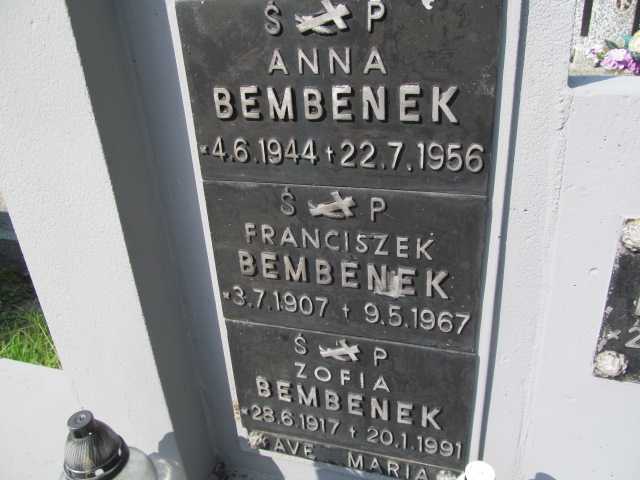 Ś P
ANNA
BEMBENEK
*4.6.1944 † 22.7.1956
Ś P
FRANCISZEK
BEMBENEK
*3.7.1907 † 9.5.1967
Ś P
ZOFIA
BEMBENEK
*28.6.1917 † 20.1.1991
AVE MARIA